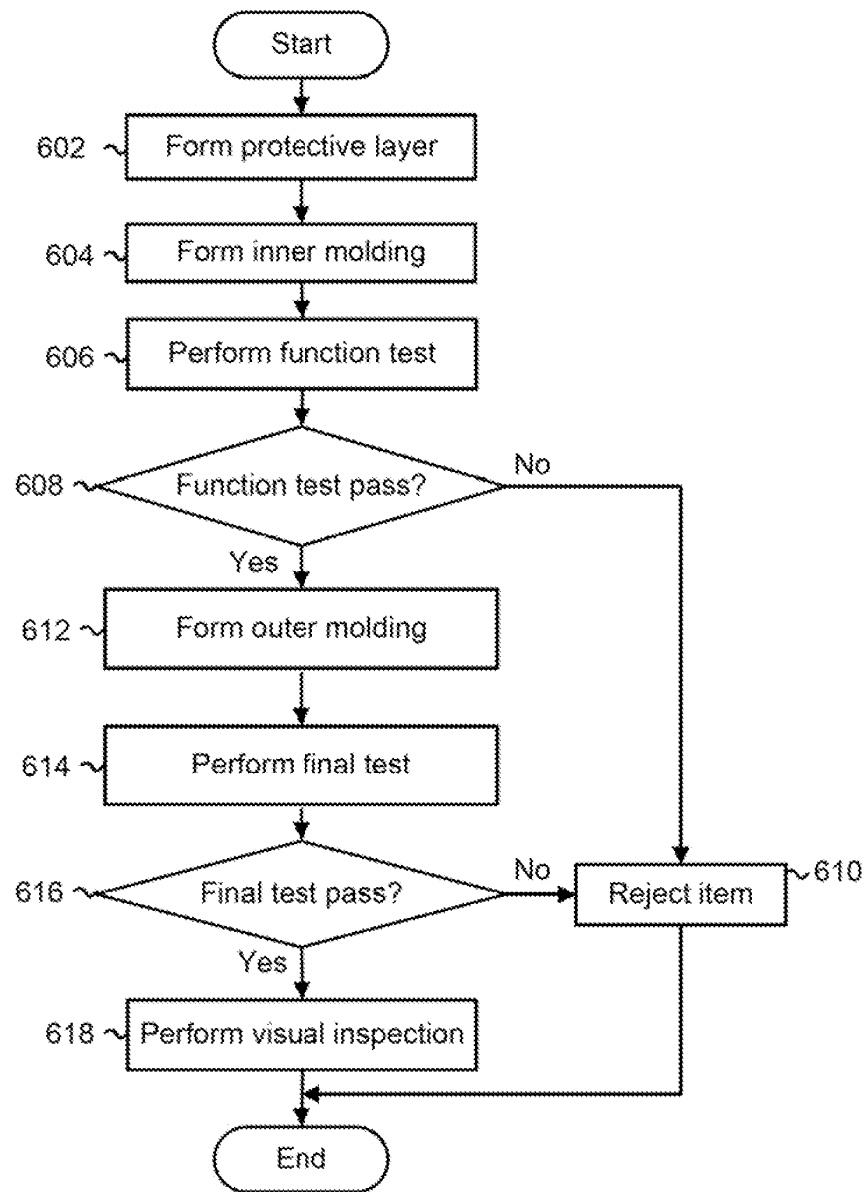 Start
602
Form protective layer
604
Form inner molding
606
Perform function test
608
Function test pass?
No
Yes
612
Form outer molding
614
Perform final test
616
Final test pass?
No
Reject item
610
Yes
618
Perform visual inspection
End